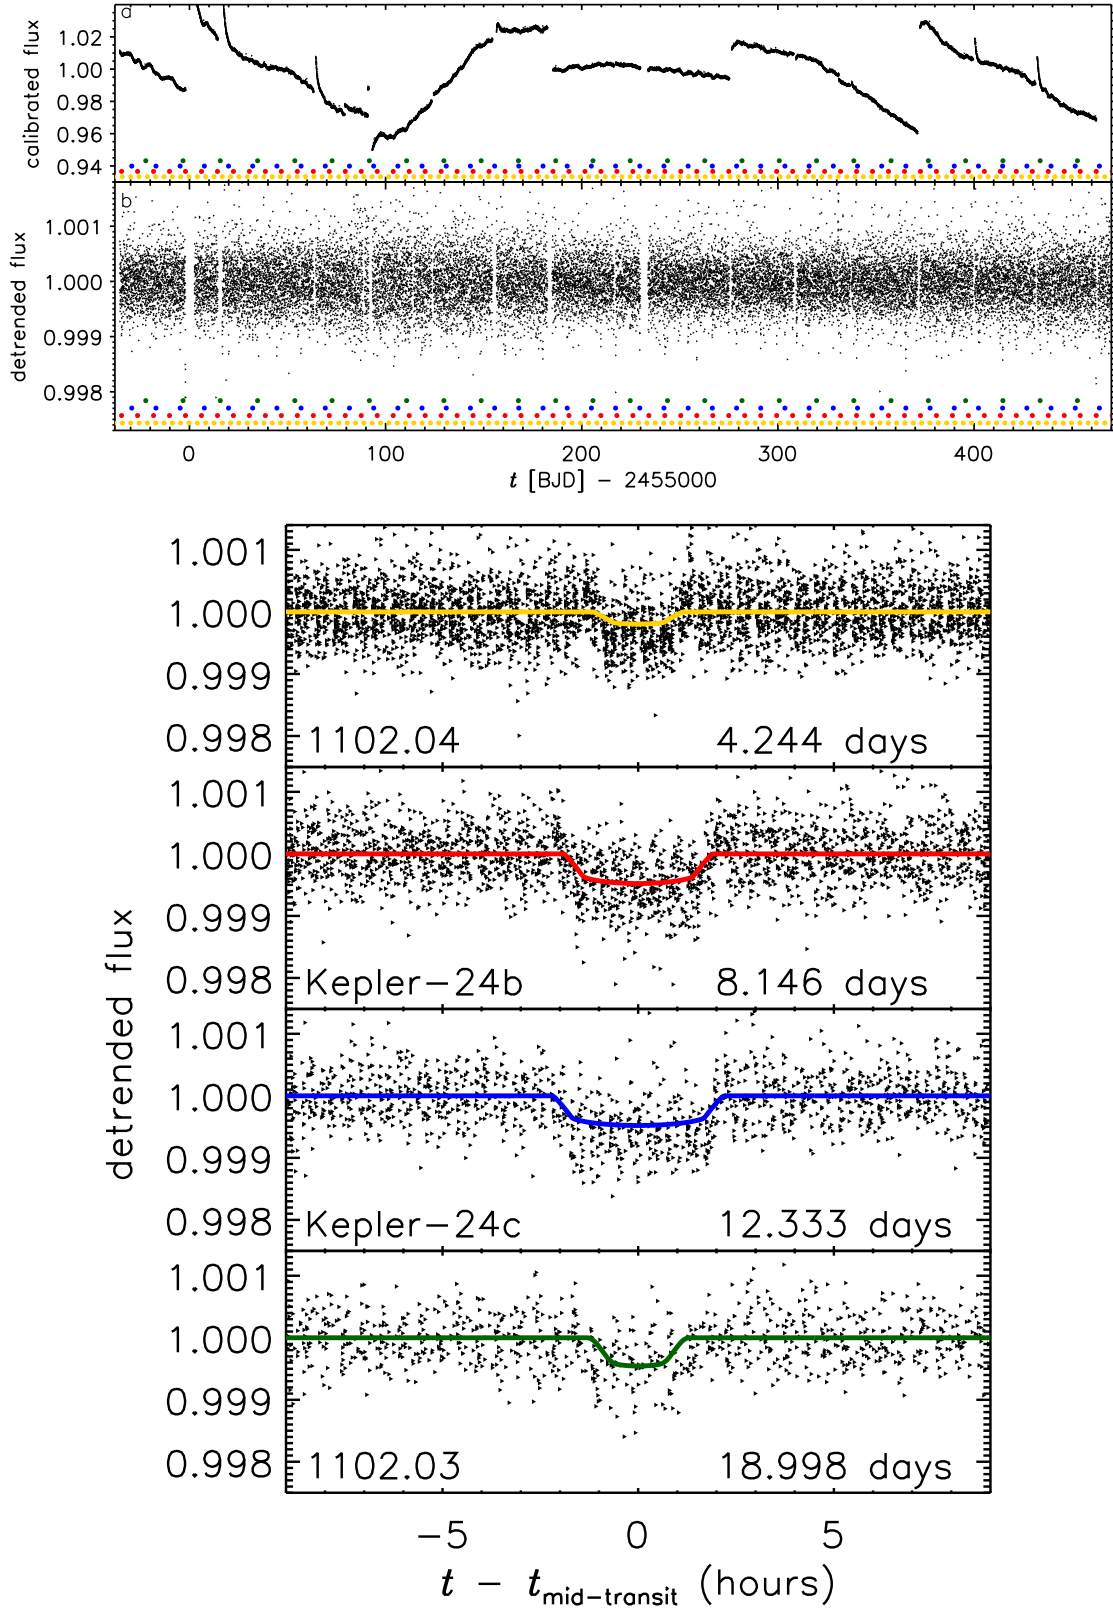 a
calibrated flux
1.02
1.00
0.98
0.96
0.94
b
detrended flux
1.001
1.000
0.999
0.998
0 100 200 300 400
t [BJD] − 2455000
detrended flux
1.001
1.000
0.999
0.998
1102.04 4.244 days
1.001
1.000
0.999
0.998
Kepler−24b 8.146 days
1.001
1.000
0.999
0.998
Kepler−24c 12.333 days
1.001
1.000
0.999
0.998
1102.03 18.998 days
−5 0 5
t − tmid−transit (hours)